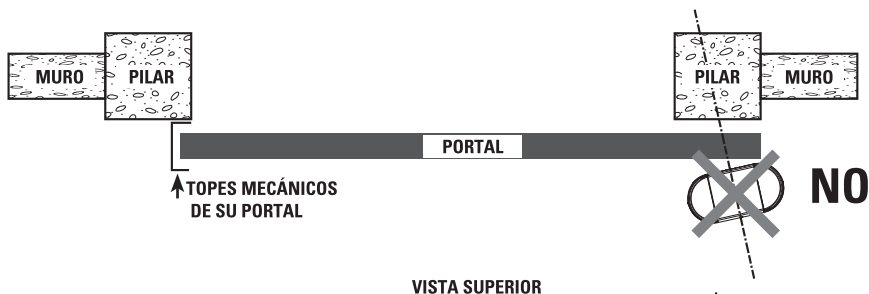 MURO
PILAR
PILAR
MURO
PORTAL
TOPES MECÁNICOS
DE SU PORTAL
NO
VISTA SUPERIOR